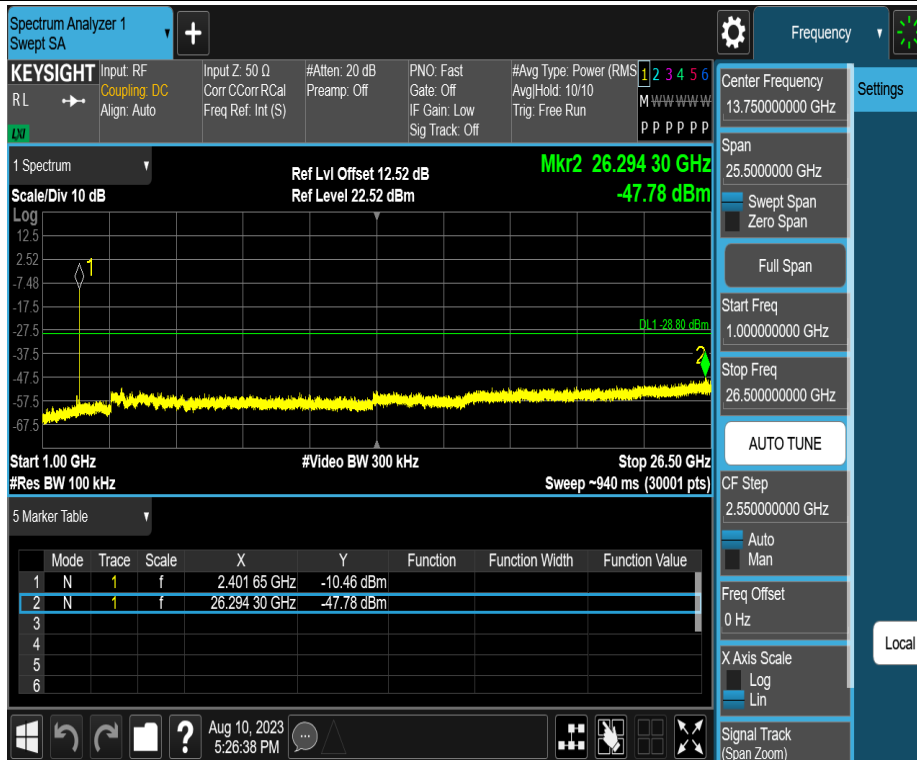 Spectrum Analyzer 1
Swept SA
+
Frequency
KEYSIGHT
R L
LNI
Input: RF
Coupling: DC
Align: Auto
Input Z: 50 Ω
Corr CCorr RCal
Freq Ref: Int (S)
#Atten: 20 dB
Preamp: Off
PNO: Fast
Gate: Off
IF Gain: Low
Sig Track: Off
#Avg Type: Power (RMS
Avg|Hold: 10/10
Trig: Free Run
1 2 3 4 5 6
M W W W W W
P P P P P P
1 Spectrum
Scale/Div 10 dB
Log
Ref Lvl Offset 12.52 dB
Ref Level 22.52 dBm
Mkr2 26.294 30 GHz
-47.78 dBm
12.5
2.52
-7.48
-17.5
-27.5
-37.5
-47.5
-57.5
-67.5
1
DL1 -28.80 dBm
2
Start 1.00 GHz
#Video BW 300 kHz
Stop 26.50 GHz
#Res BW 100 kHz
Sweep ~940 ms (30001 pts)
5 Marker Table
Mode Trace Scale X Y Function Function Width Function Value
1 N 1 f 2.401 65 GHz -10.46 dBm
2 N 1 f 26.294 30 GHz -47.78 dBm
3
4
5
6
Center Frequency
13.750000000 GHz
Span
25.5000000 GHz
Swept Span
Zero Span
Full Span
Start Freq
1.000000000 GHz
Stop Freq
26.500000000 GHz
AUTO TUNE
CF Step
2.550000000 GHz
Auto
Man
Freq Offset
0 Hz
X Axis Scale
Log
Lin
Signal Track
(Span Zoom)
Settings
Local
?
Aug 10, 2023
5:26:38 PM